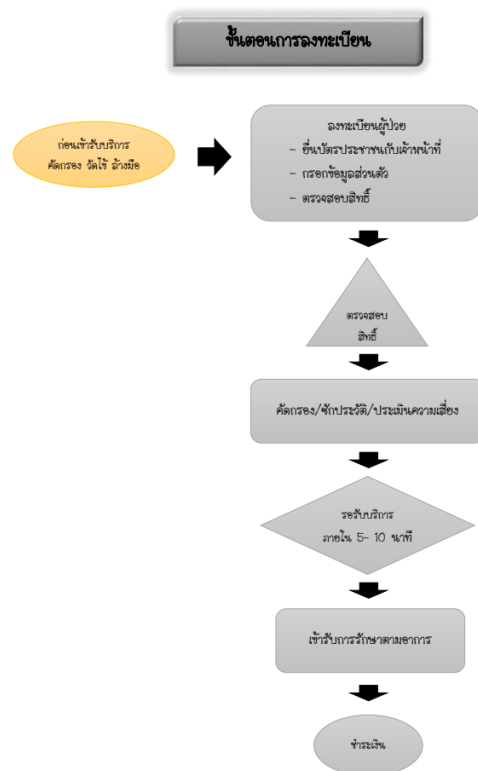 ขั้นตอนการลงทะเบียน
ก่อนเข้ารับบริการ
คัดกรอง วัดไข้ ล้างมือ
ลงทะเบียนผู้ป่วย
- ยื่นบัตรประชาชนกับเจ้าหน้าที่
- กรอกข้อมูลส่วนตัว
- ตรวจสอบสิทธิ์
ตรวจสอบ
สิทธิ์
คัดกรอง/ซักประวัติ/ประเมินความเสี่ยง
รอรับบริการ
ภายใน 5- 10 นาที
เข้ารับการรักษาตามอาการ
ชำระเงิน